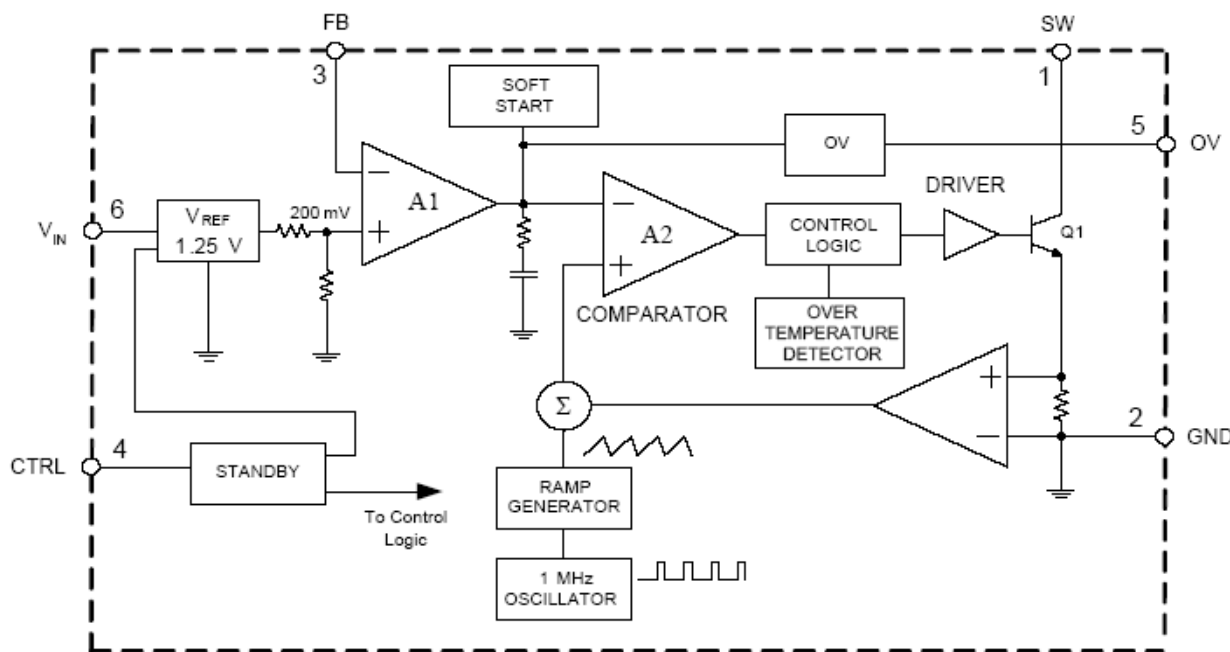 FB
SW
3
1
SOFT
START
5
OV
OV
DRIVER
−
A1
+
200 mV
6
V_IN
V_REF
1.25 V
−
A2
+
CONTROL
LOGIC
Q1
COMPARATOR
OVER
TEMPERATURE
DETECTOR
+
−
Σ
2
GND
4
CTRL
STANDBY
To Control
Logic
RAMP
GENERATOR
1 MHz
OSCILLATOR